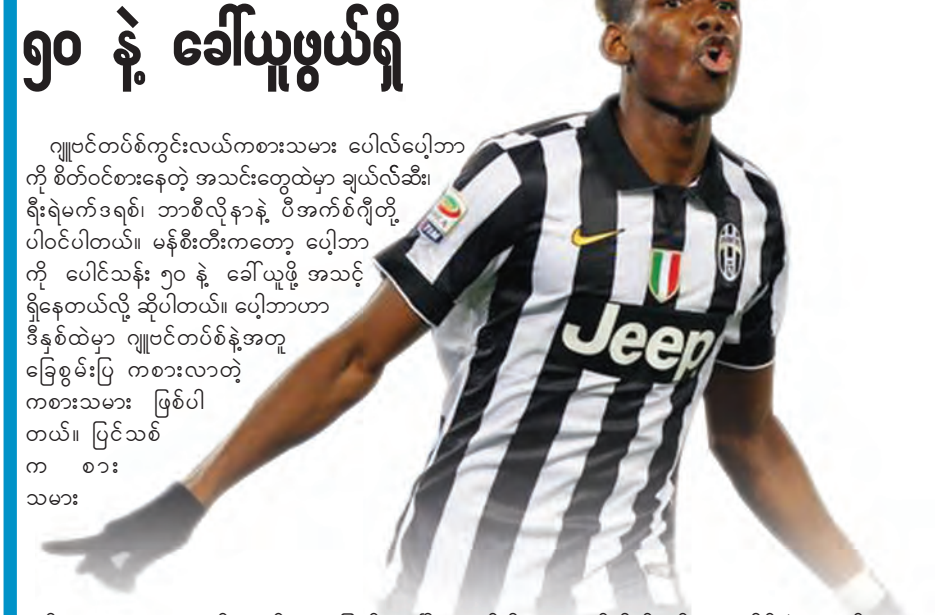 ၅၀ နဲ့ ခေါ်ယူဖွယ်ရှိ
ဂျူဗင်တပ်စ်ကွင်းလယ်ကစားသမား ပေါလ်ပေါ့ဘာ
ကို စိတ်ဝင်စားနေတဲ့ အသင်းတွေထဲမှာ ချယ်လ်ဆီး၊
ရီးရဲမက်ဒရစ်၊ ဘာစီလိုနာနဲ့ ပီအက်စ်ဂျီတို့
ပါဝင်ပါတယ်။ မန်စီးတီးကတော့ ပေါ့ဘာ
ကို ပေါင်သန်း ၅၀ နဲ့ ခေါ်ယူဖို့ အသင့်
ရှိနေတယ်လို့ ဆိုပါတယ်။ ပေါ့ဘာဟာ
ဒီနှစ်ထဲမှာ ဂျူဗင်တပ်စ်နဲ့အတူ
ခြေစွမ်းပြ ကစားလာတဲ့
ကစားသမား ဖြစ်ပါ
တယ်။ ပြင်သစ်
က စား
သမား
Jeep
TIM